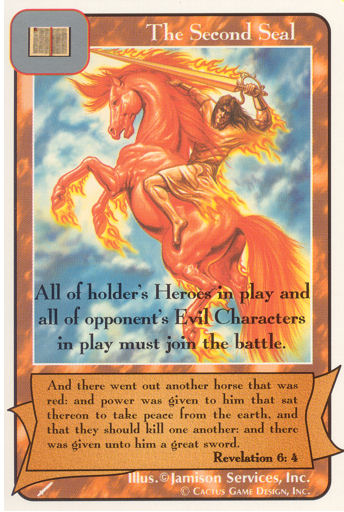 The Second Seal
All of holder's Heroes in play and
all of opponent's Evil Characters
in play must join the battle.
And there went out another horse that was
red: and power was given to him that sat
thereon to take peace from the earth, and
that they should kill one another: and there
was given unto him a great sword.
Revelation 6: 4
Illus.©Jamison Services, Inc.
© Cactus Game Design, Inc.